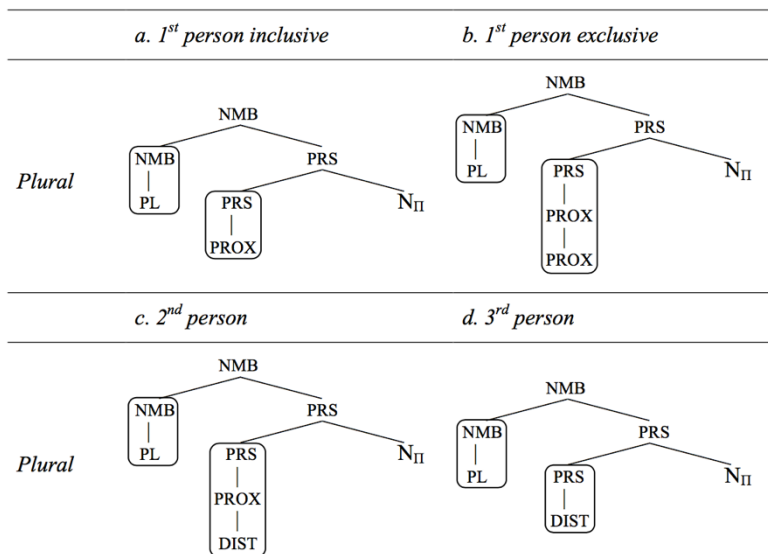 a. 1st person inclusive
b. 1st person exclusive
Plural
NMB
NMB
PL
PRS
PRS
PROX
NΠ
NMB
NMB
PL
PRS
PRS
PROX
PROX
NΠ
c. 2nd person
d. 3rd person
Plural
NMB
NMB
PL
PRS
PRS
PROX
DIST
NΠ
NMB
NMB
PL
PRS
PRS
DIST
NΠ